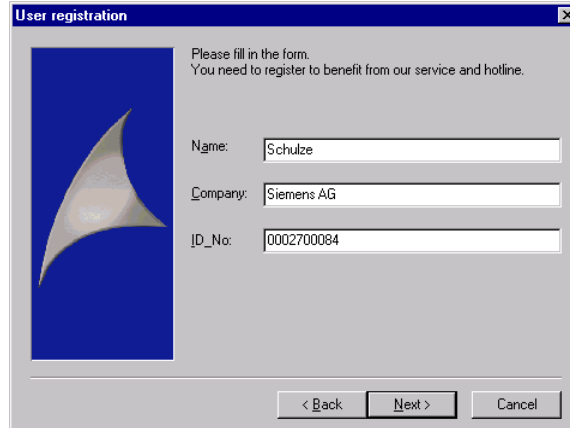 User registration
Please fill in the form.
You need to register to benefit from our service and hotline.
Name: Schulze
Company: Siemens AG
ID_No: 0002700084
< Back Next > Cancel